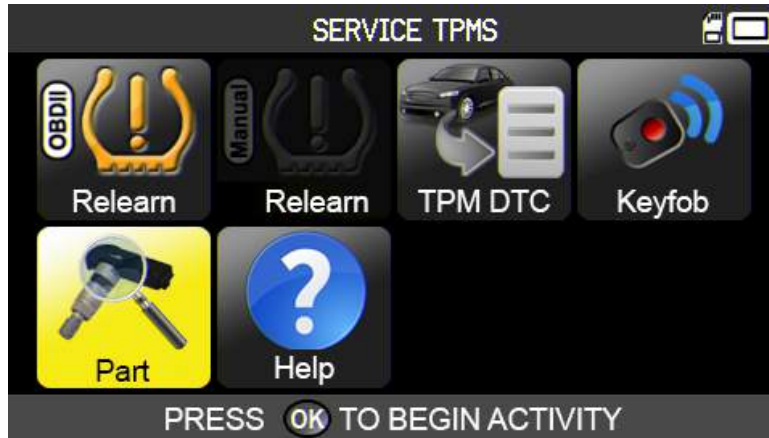 SERVICE TPMS
OBDII
Relearn
Manual
Relearn
TPM DTC
Keyfob
Part
?
Help
PRESS OK TO BEGIN ACTIVITY